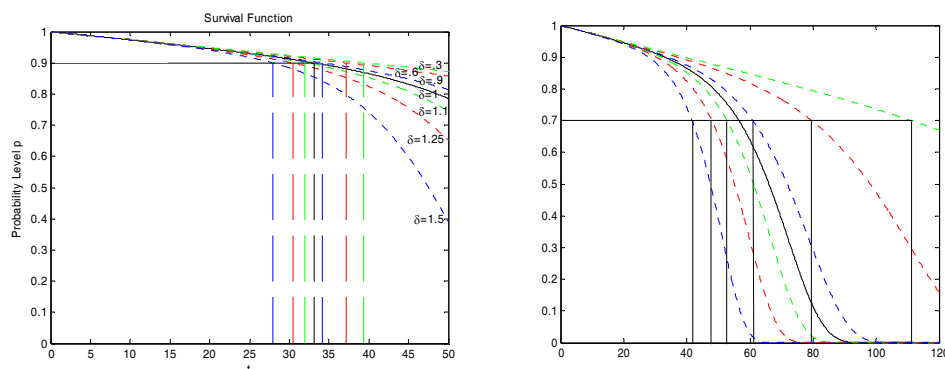 Survival Function
Probability Level p
1
0.9
0.8
0.7
0.6
0.5
0.4
0.3
0.2
0.1
0
0 5 10 15 20 25 30 35 40 45 50
δ=.3
δ=.6
δ=.9
δ=1
δ=1.1
δ=1.25
δ=1.5
1
0.9
0.8
0.7
0.6
0.5
0.4
0.3
0.2
0.1
0
0 20 40 60 80 100 120